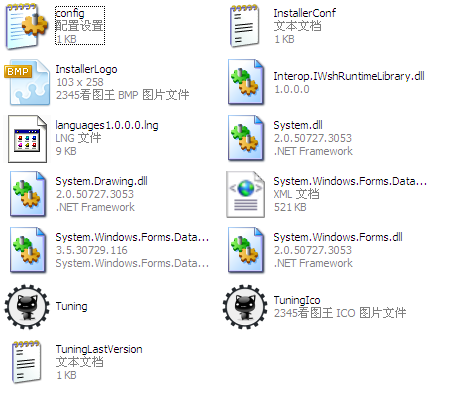 config
配置设置
1 KB
InstallerConf
文本文档
1 KB
BMP
InstallerLogo
103 x 258
2345看图王 BMP 图片文件
Interop.IWshRuntimeLibrary.dll
1.0.0.0
languages1.0.0.0.lng
LNG 文件
9 KB
System.dll
2.0.50727.3053
.NET Framework
System.Drawing.dll
2.0.50727.3053
.NET Framework
System.Windows.Forms.Data...
XML 文档
521 KB
System.Windows.Forms.Data...
3.5.30729.116
System.Windows.Forms.Data...
System.Windows.Forms.dll
2.0.50727.3053
.NET Framework
Tuning
TuningIco
2345看图王 ICO 图片文件
TuningLastVersion
文本文档
1 KB